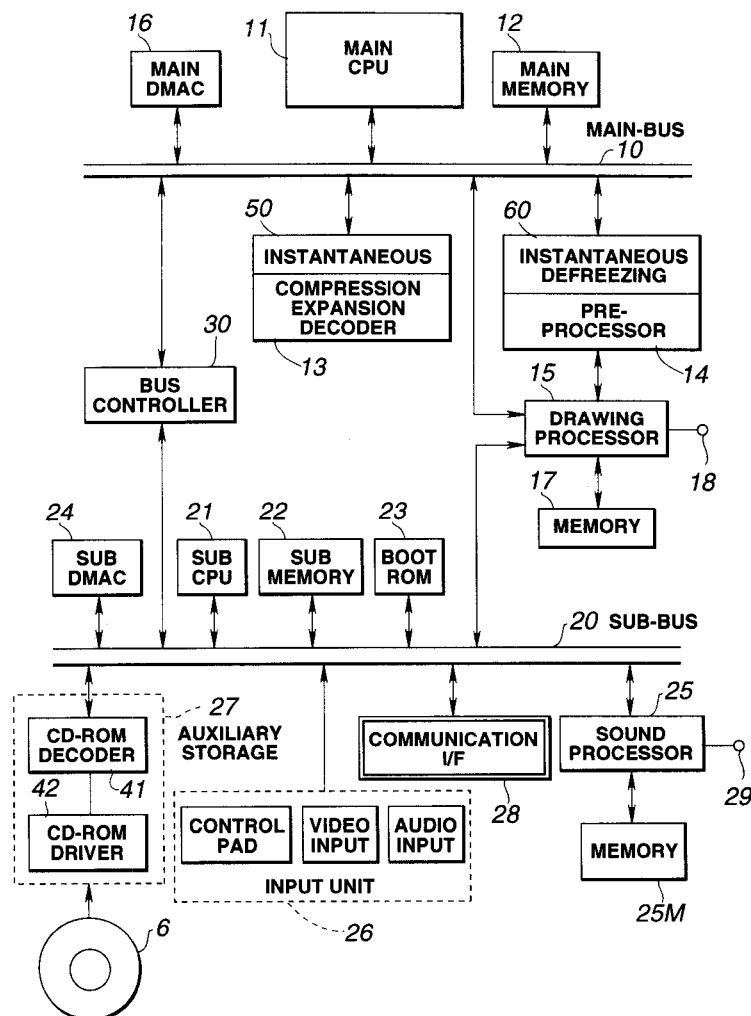 16
11
12
MAIN
DMAC
MAIN
CPU
MAIN
MEMORY
MAIN-BUS
10
50
60
INSTANTANEOUS
COMPRESSION
EXPANSION
DECODER
13
INSTANTANEOUS
DEFREEZING
PRE-
PROCESSOR
14
30
BUS
CONTROLLER
15
DRAWING
PROCESSOR
18
17
MEMORY
24
21
22
23
SUB
DMAC
SUB
CPU
SUB
MEMORY
BOOT
ROM
20
SUB-BUS
27
AUXILIARY
STORAGE
CD-ROM
DECODER
41
42
CD-ROM
DRIVER
6
CONTROL
PAD
VIDEO
INPUT
AUDIO
INPUT
INPUT UNIT
26
COMMUNICATION
I/F
28
25
SOUND
PROCESSOR
29
MEMORY
25M